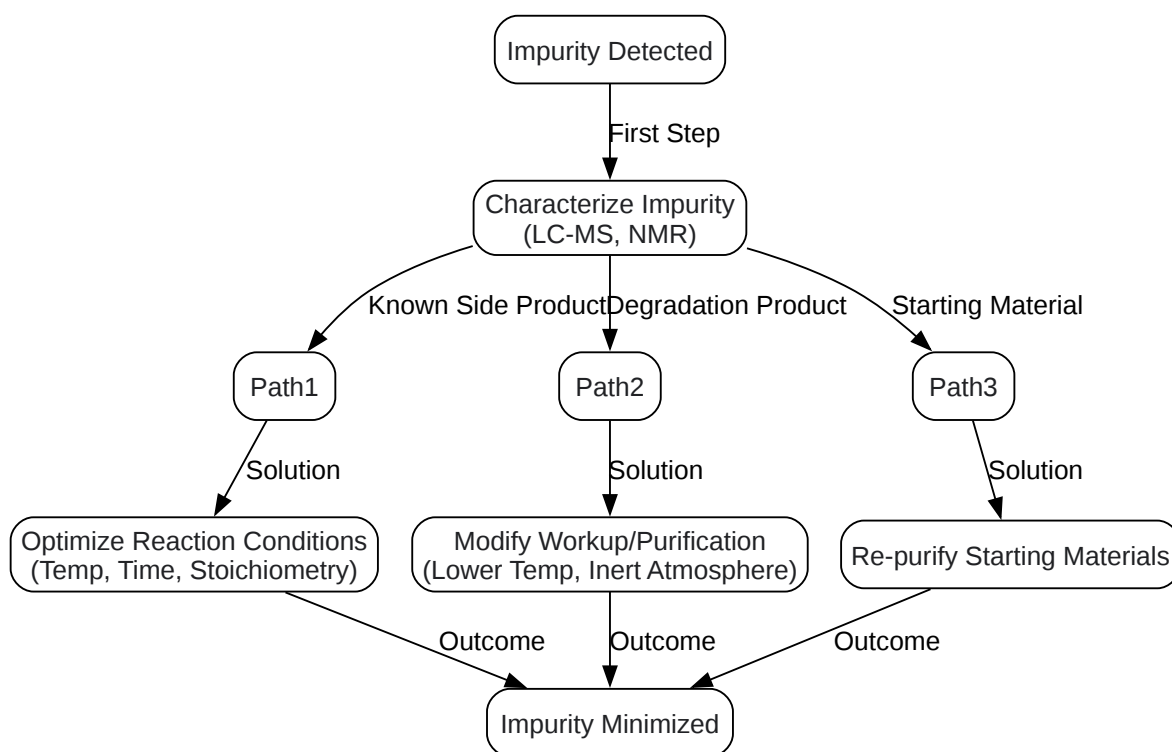 Impurity Detected
First Step
Characterize Impurity
(LC-MS, NMR)
Known Side Product
Degradation Product
Starting Material
Path1
Path2
Path3
Solution
Solution
Solution
Optimize Reaction Conditions
(Temp, Time, Stoichiometry)
Modify Workup/Purification
(Lower Temp, Inert Atmosphere)
Re-purify Starting Materials
Outcome
Outcome
Outcome
Impurity Minimized